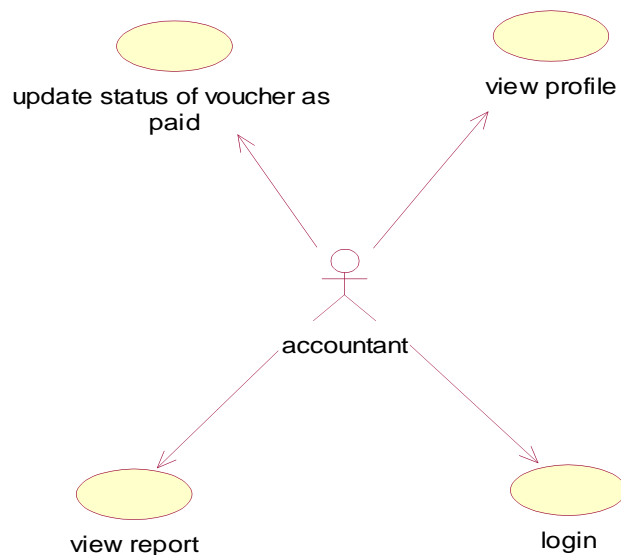 update status of voucher as
paid
view profile
accountant
view report
login